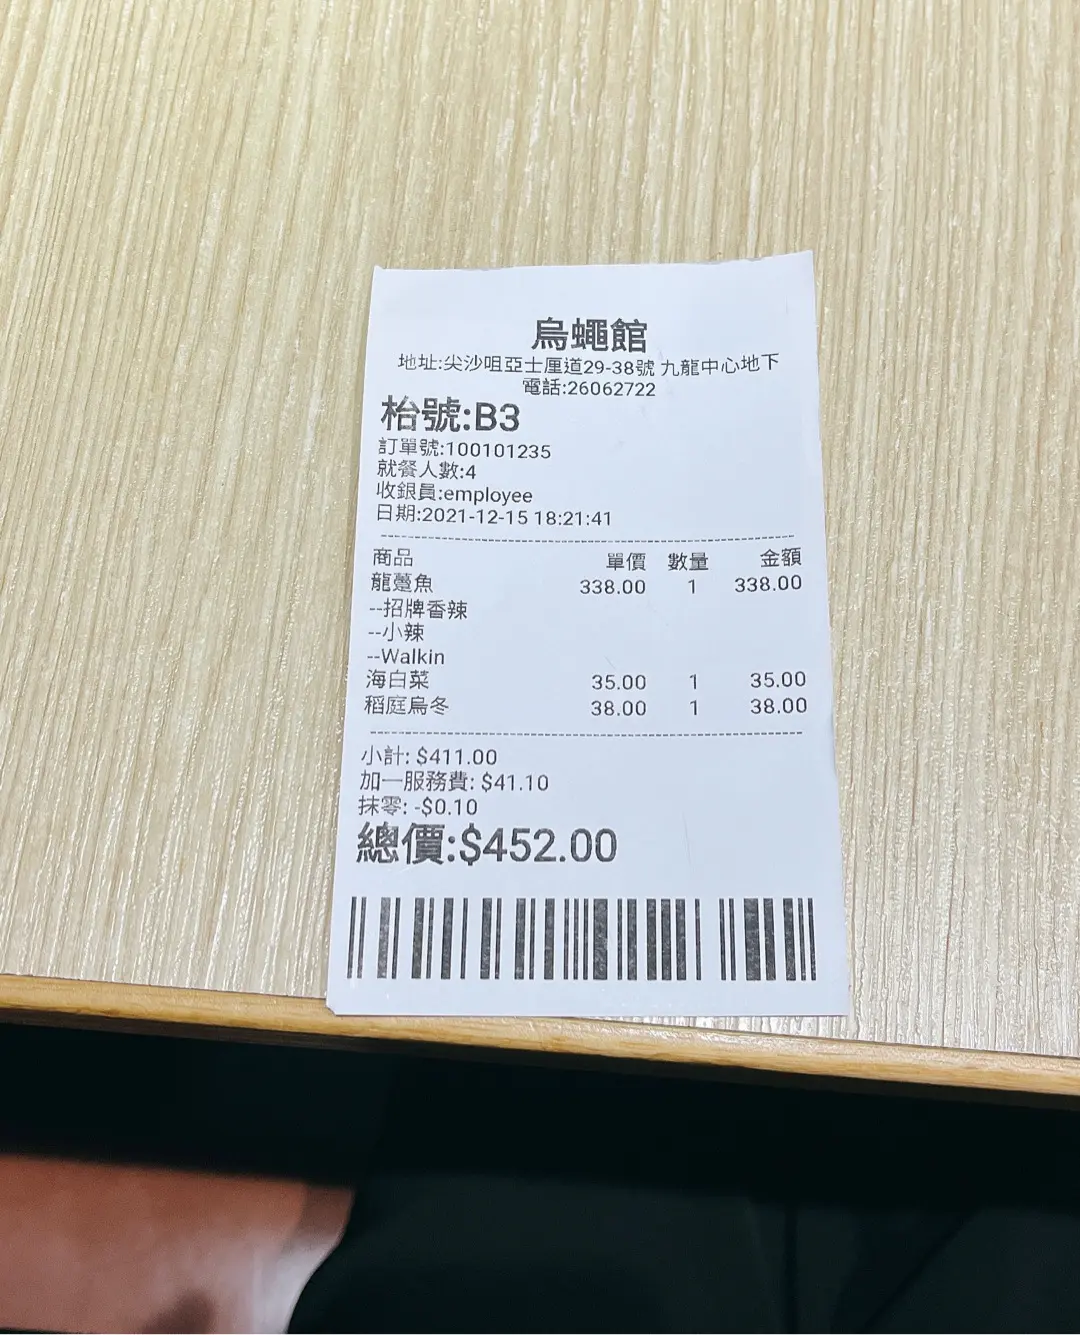 烏蠅館
地址:尖沙咀亞士厘道29-38號 九龍中心地下
電話:26062722
枱號:B3
訂單號:100101235
就餐人數:4
收銀員:employee
日期:2021-12-15 18:21:41
商品 單價 數量 金額
龍躉魚 338.00 1 338.00
--招牌香辣
--小辣
--Walkin
海白菜 35.00 1 35.00
稻庭烏冬 38.00 1 38.00
小計: $411.00
加一服務費: $41.10
抹零: -$0.10
總價:$452.00